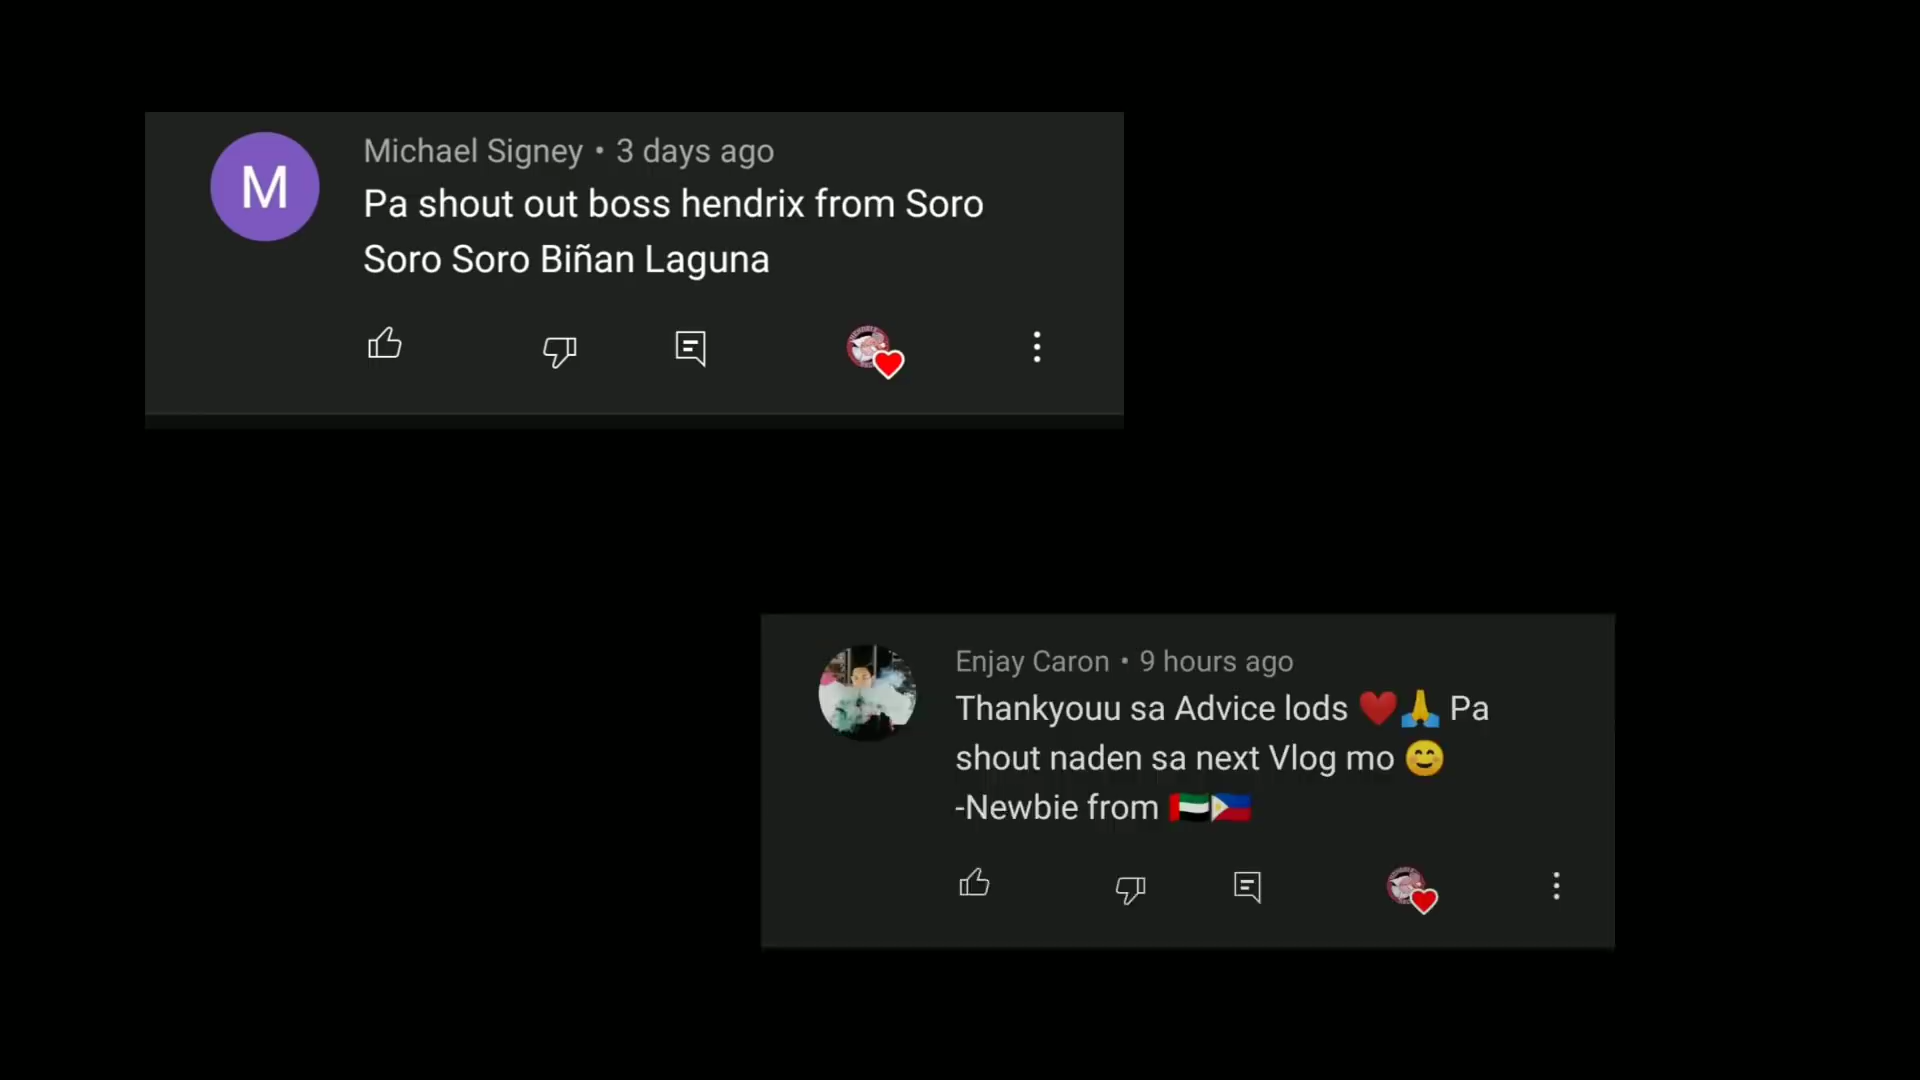 M
Michael Signey • 3 days ago
Pa shout out boss hendrix from Soro
Soro Soro Biñan Laguna
Enjay Caron • 9 hours ago
Thankyouu sa Advice lods ❤️🙏 Pa
shout naden sa next Vlog mo 😊
-Newbie from 🇦🇪🇵🇭